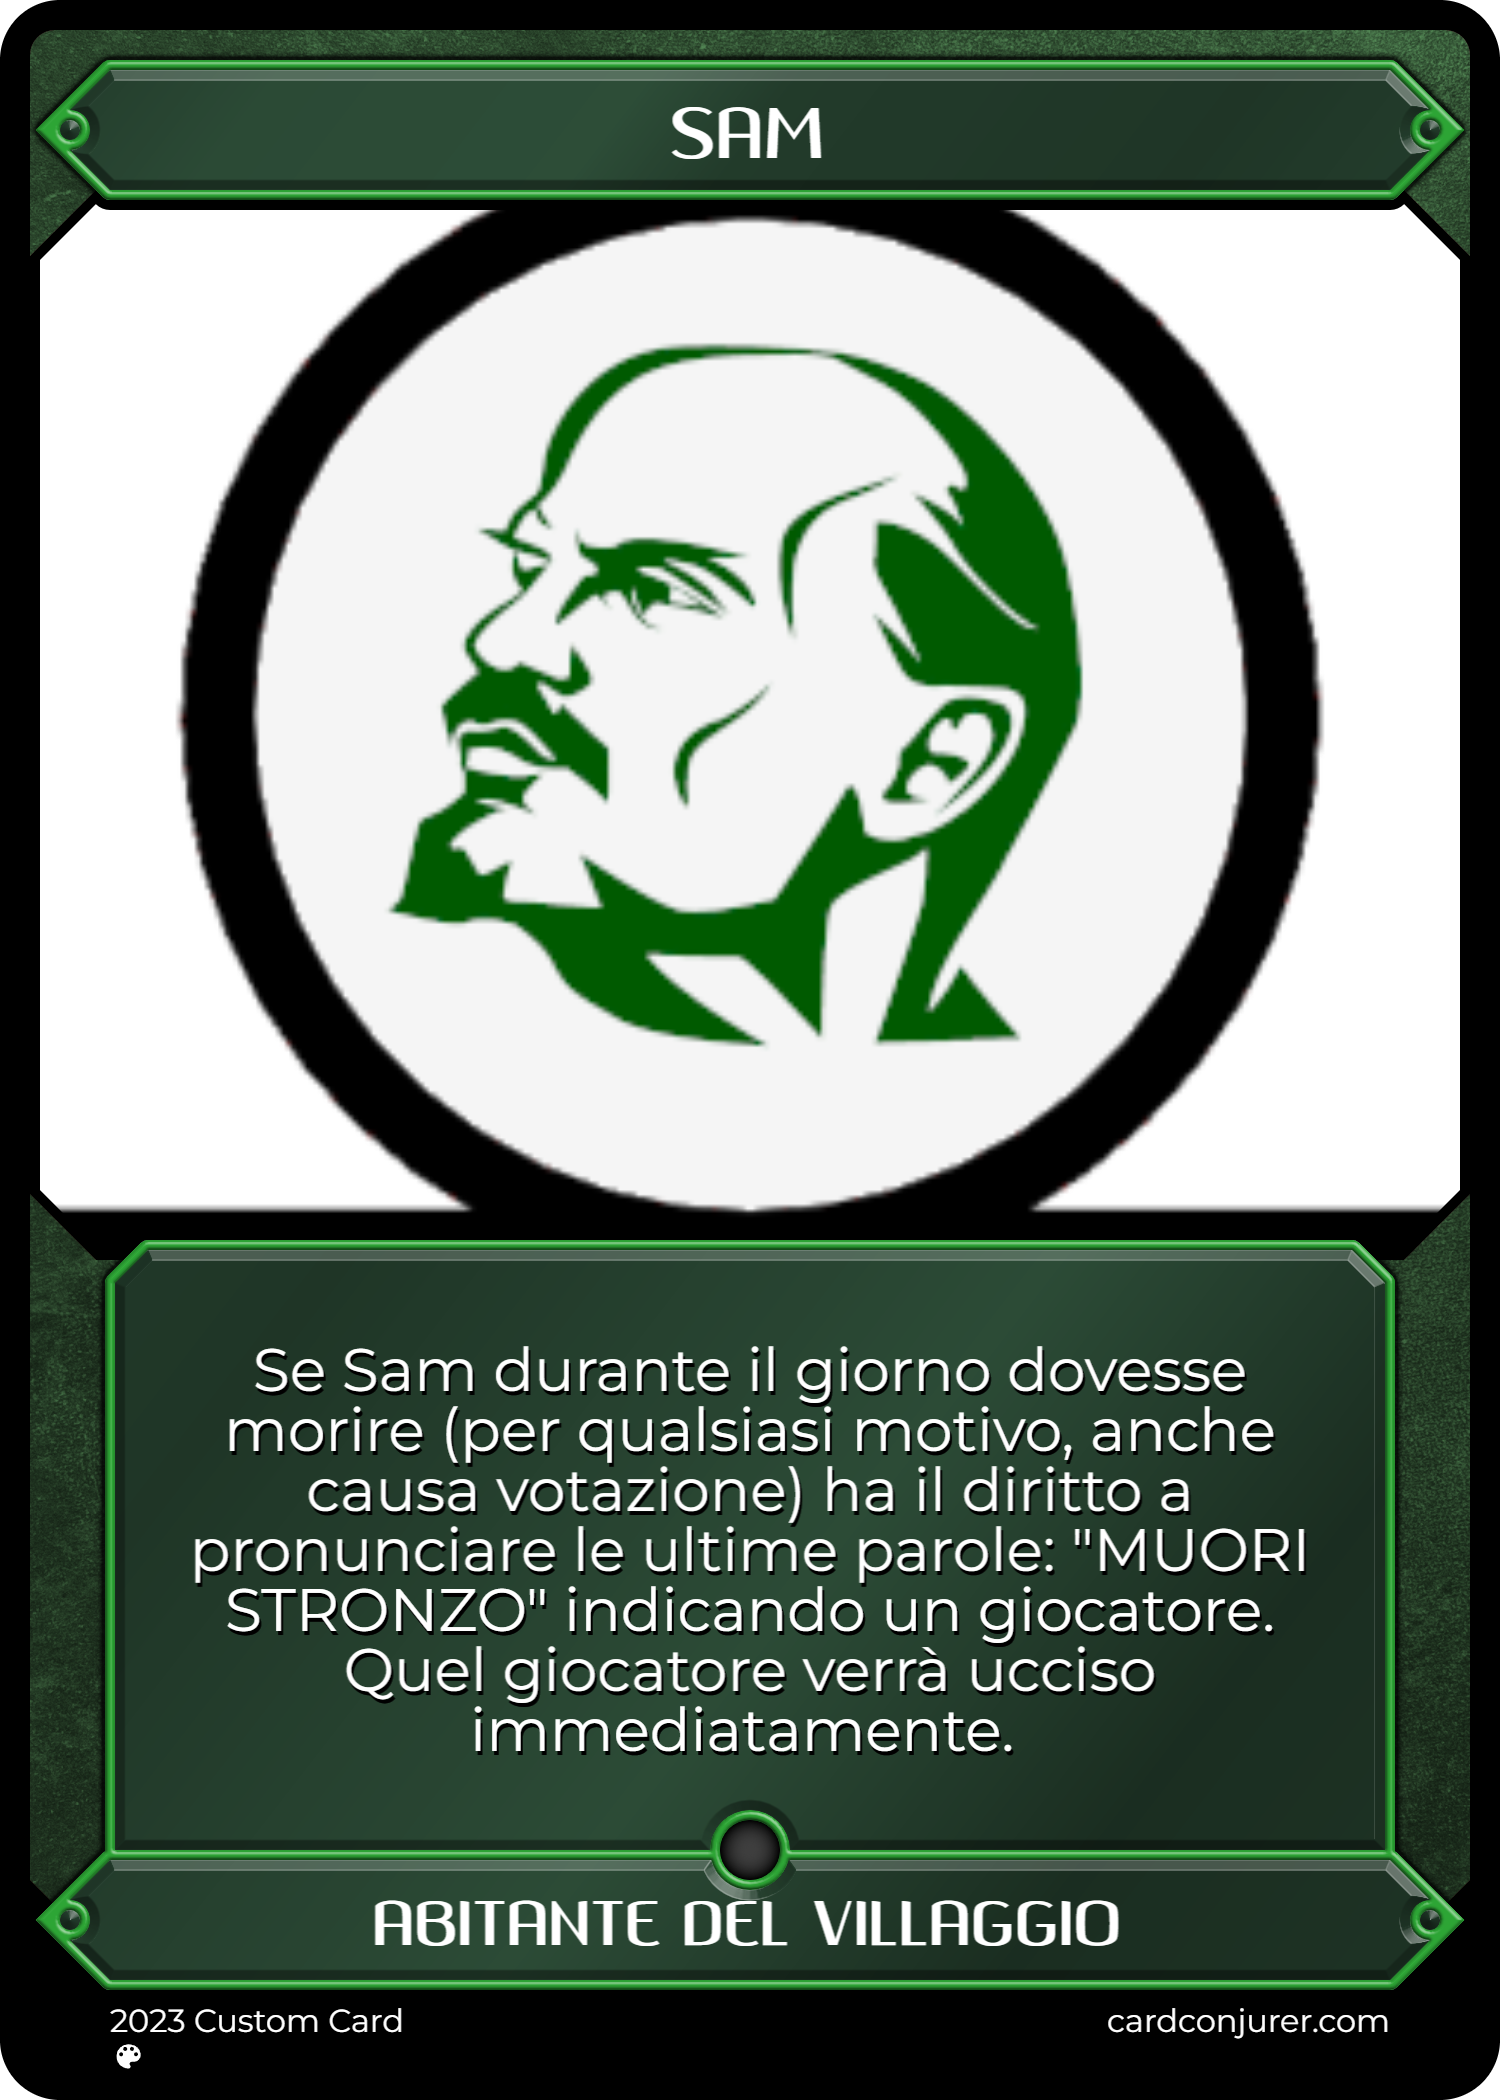 SAM
Se Sam durante il giorno dovesse
morire (per qualsiasi motivo, anche
causa votazione) ha il diritto a
pronunciare le ultime parole: "MUORI
STRONZO" indicando un giocatore.
Quel giocatore verrà ucciso
immediatamente.
ABITANTE DEL VILLAGGIO
2023 Custom Card
cardconjurer.com